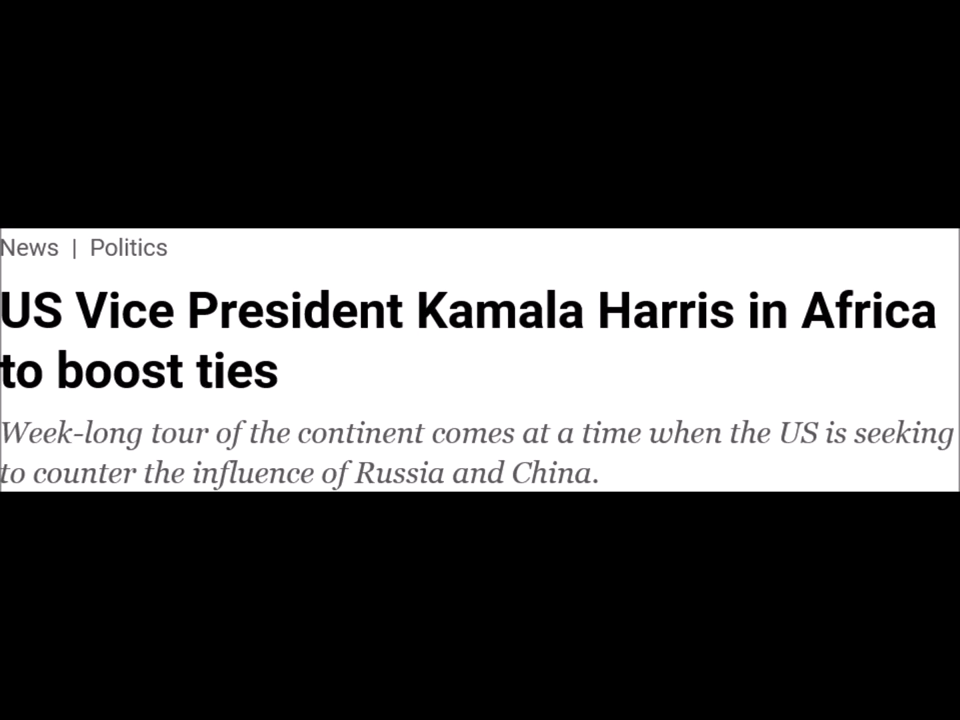 News | Politics
US Vice President Kamala Harris in Africa
to boost ties
Week-long tour of the continent comes at a time when the US is seeking
to counter the influence of Russia and China.